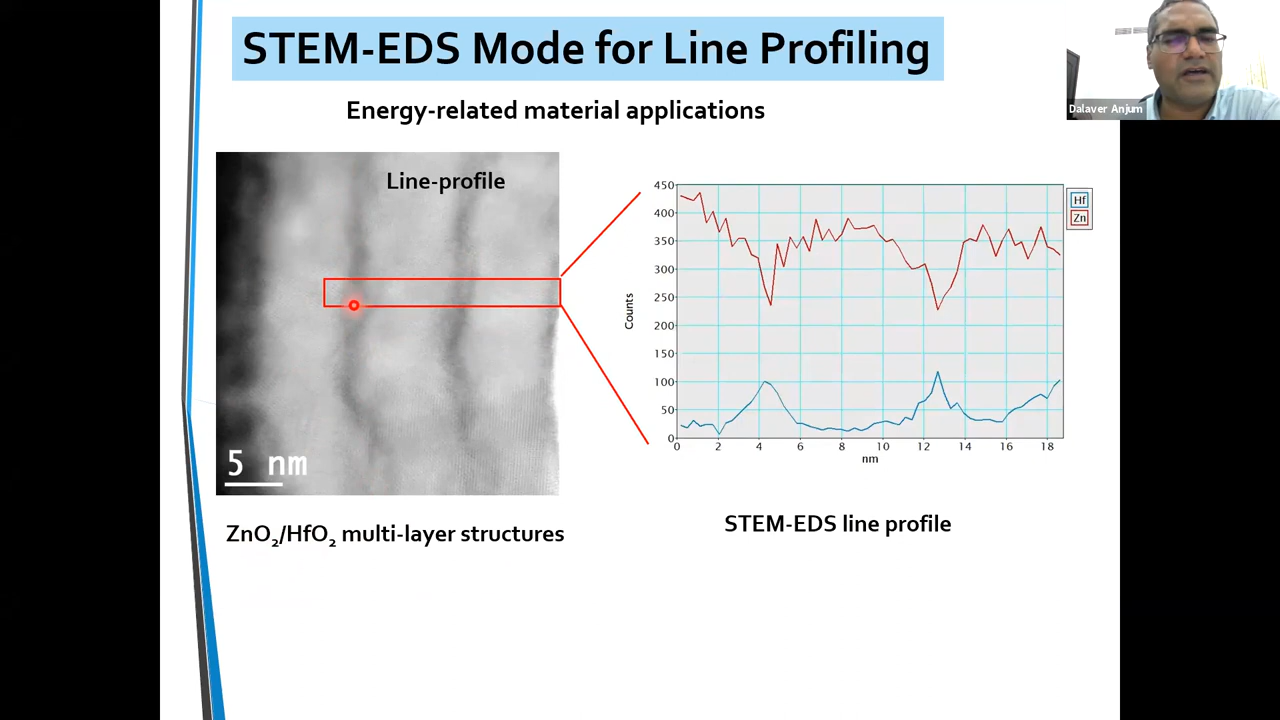 STEM-EDS Mode for Line Profiling
Dalaver Anjum
Energy-related material applications
Line-profile
5 nm
ZnO₂/HfO₂ multi-layer structures
450
400
350
300
250
200
150
100
50
0
Counts
0 2 4 6 8 10 12 14 16 18
nm
Hf
Zn
STEM-EDS line profile